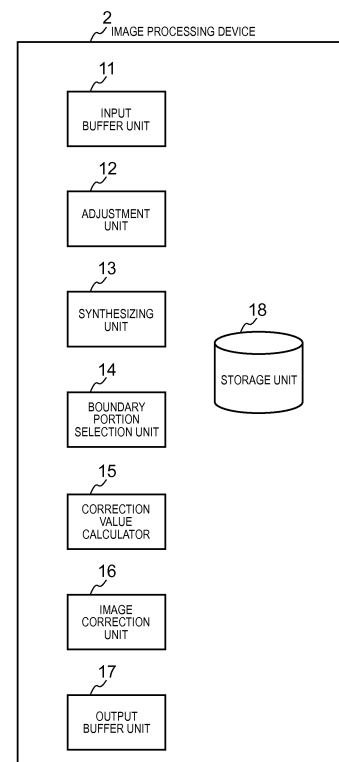 2 IMAGE PROCESSING DEVICE
11
INPUT
BUFFER UNIT
12
ADJUSTMENT
UNIT
13
SYNTHESIZING
UNIT
18
STORAGE UNIT
14
BOUNDARY
PORTION
SELECTION UNIT
15
CORRECTION
VALUE
CALCULATOR
16
IMAGE
CORRECTION
UNIT
17
OUTPUT
BUFFER UNIT